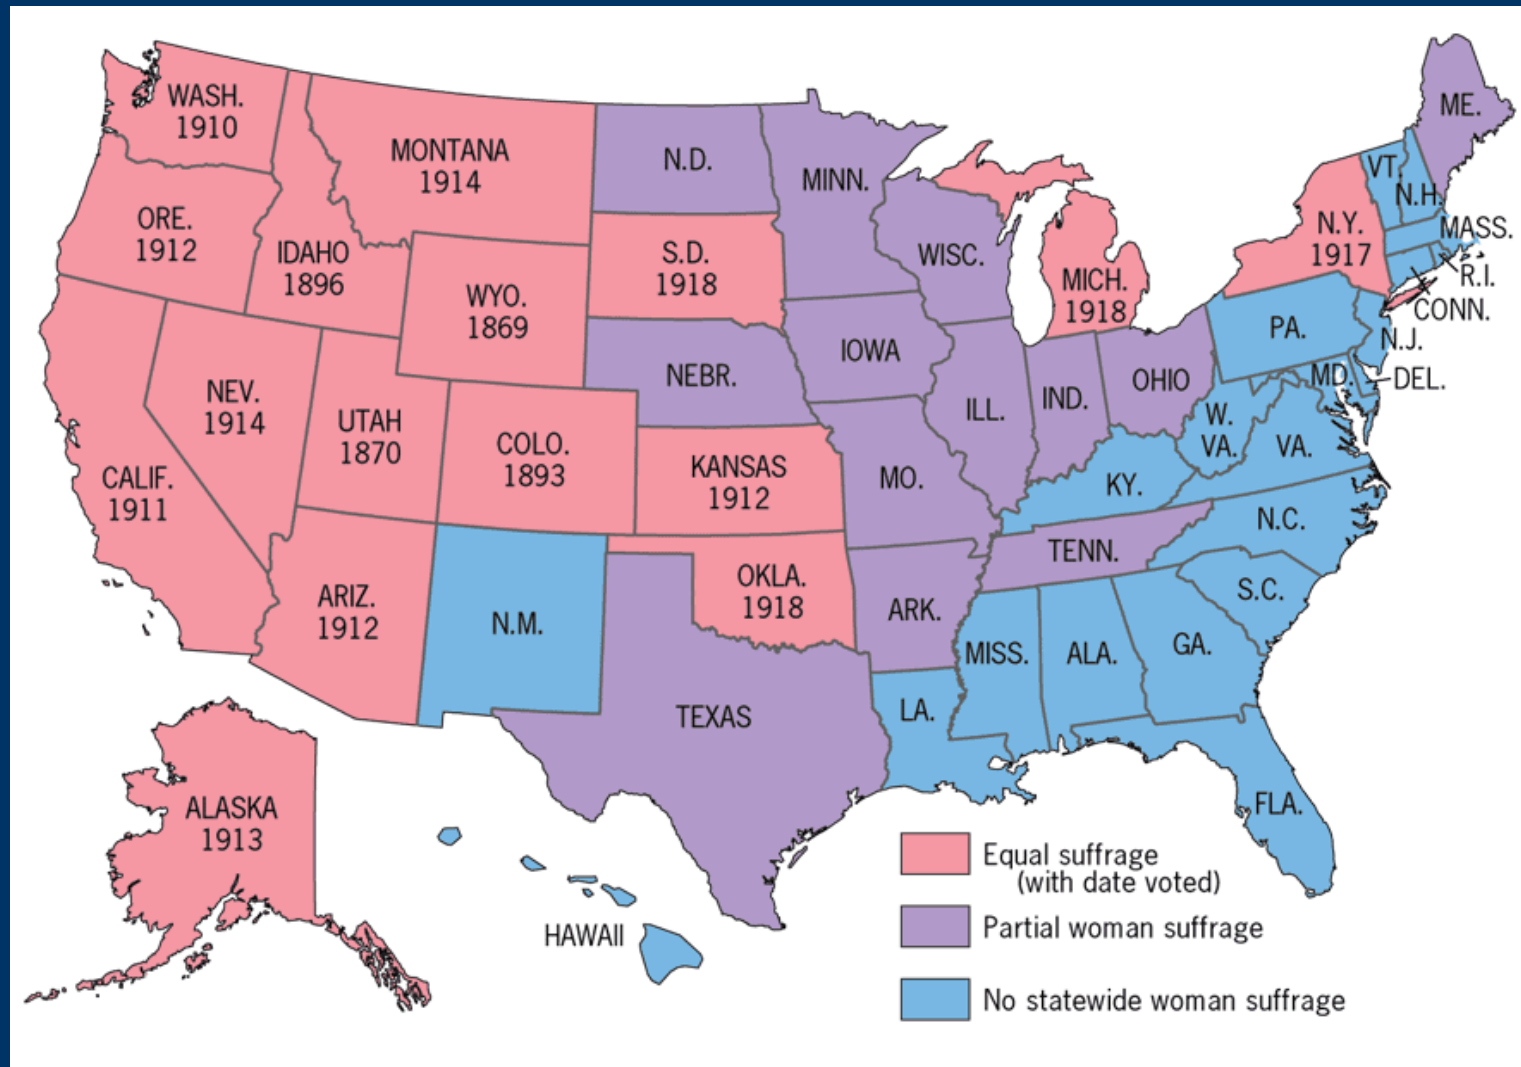 WASH.
1910
MONTANA
1914
ORE.
1912
IDAHO
1896
WYO.
1869
N.D.
S.D.
1918
NEBR.
MINN.
WISC.
MICH.
1918
IOWA
ILL.
IND.
OHIO
N.Y.
1917
ME.
VT.
N.H.
MASS.
R.I.
CONN.
PA.
N.J.
MD.
DEL.
NEV.
1914
UTAH
1870
COLO.
1893
CALIF.
1911
KANSAS
1912
MO.
KY.
W.
VA.
VA.
N.C.
TENN.
S.C.
ARIZ.
1912
N.M.
OKLA.
1918
ARK.
MISS.
ALA.
GA.
TEXAS
LA.
FLA.
ALASKA
1913
HAWAII
Equal suffrage
(with date voted)
Partial woman suffrage
No statewide woman suffrage